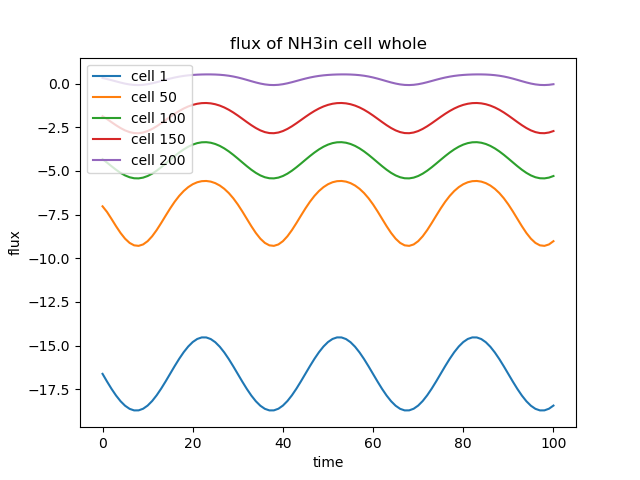 flux of NH3in cell whole
cell 1
cell 50
cell 100
cell 150
cell 200
0.0
−2.5
−5.0
−7.5
−10.0
−12.5
−15.0
−17.5
flux
0 20 40 60 80 100
time